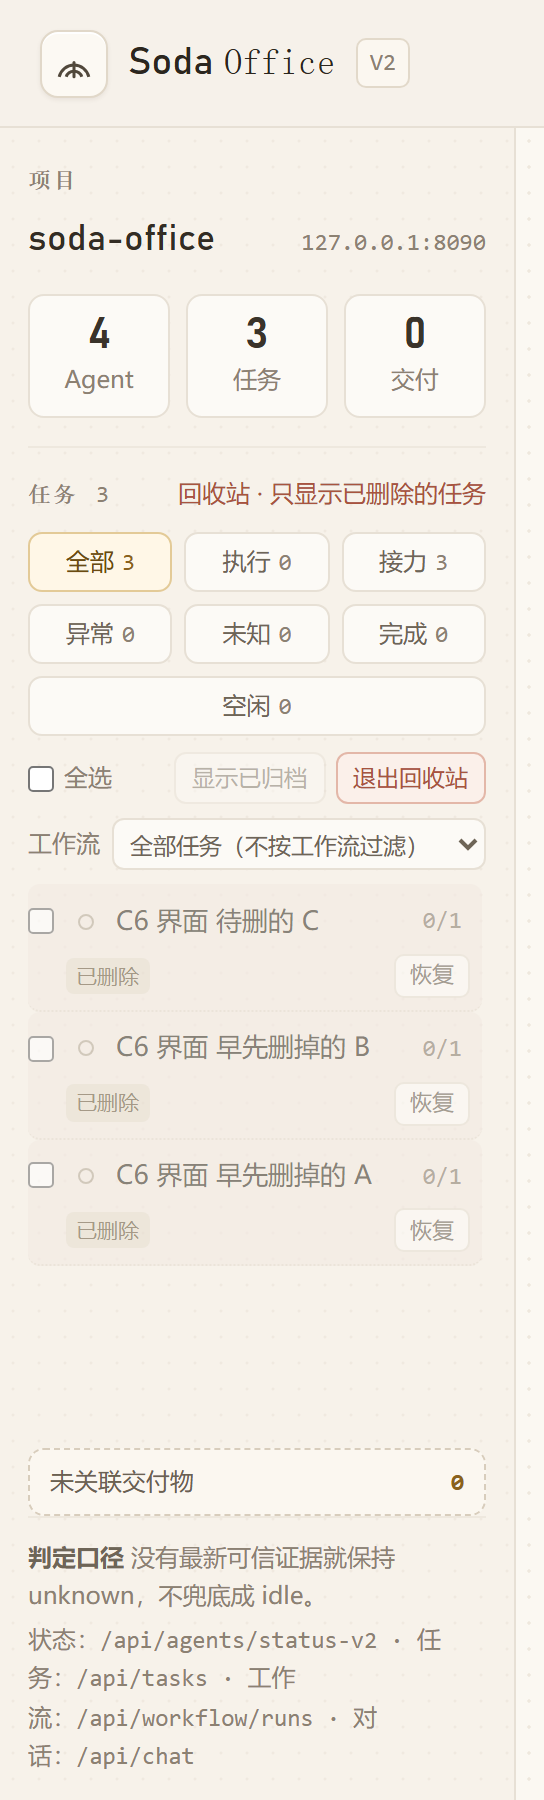 Soda Office V2
项目
soda-office 127.0.0.1:8090
4 3 0
Agent 任务 交付
任务 3 回收站 · 只显示已删除的任务
全部 3 执行 0 接力 3
异常 0 未知 0 完成 0
空闲 0
全选 显示已归档 退出回收站
工作流 全部任务（不按工作流过滤）
C6 界面 待删的 C 0/1
已删除 恢复
C6 界面 早先删掉的 B 0/1
已删除 恢复
C6 界面 早先删掉的 A 0/1
已删除 恢复
未关联交付物 0
判定口径 没有最新可信证据就保持
unknown，不兜底成 idle。
状态：/api/agents/status-v2 · 任
务：/api/tasks · 工作
流：/api/workflow/runs · 对
话：/api/chat